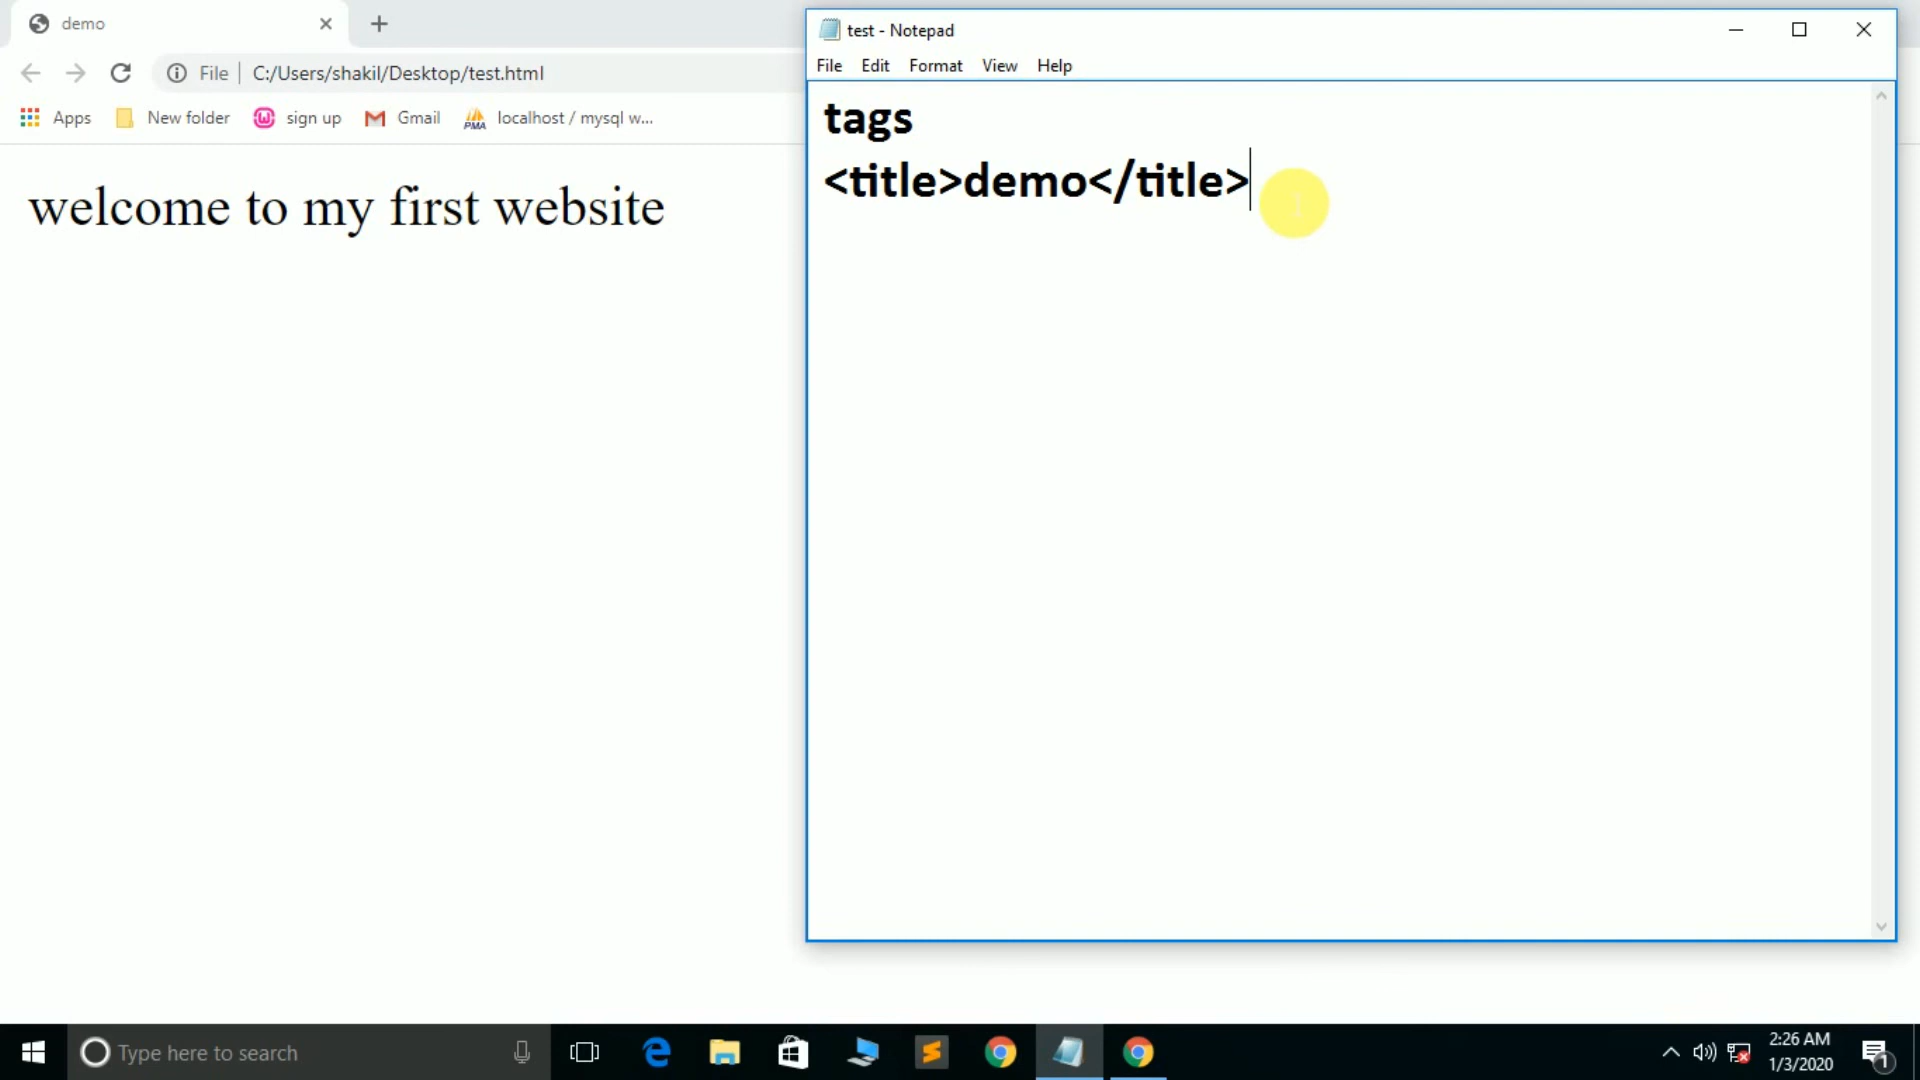 demo
File C:/Users/shakil/Desktop/test.html
Apps New folder sign up Gmail localhost / mysql w...
welcome to my first website
test - Notepad
File Edit Format View Help
tags
<title>demo</title>
Type here to search
2:26 AM
1/3/2020
1